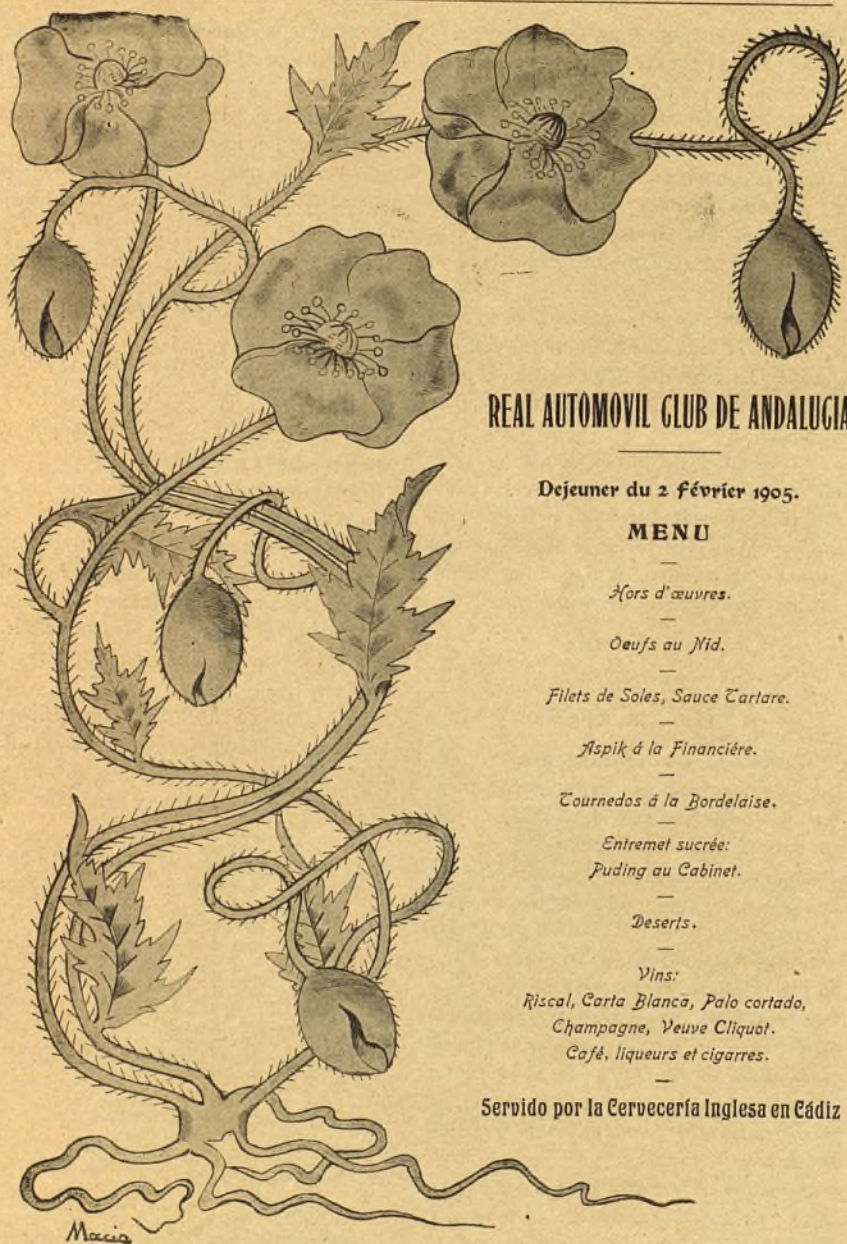 REAL AUTOMOVIL CLUB DE ANDALUCIA
Dejeuner du 2 février 1905.
MENU
Hors d'œuvres.
Oeufs au Nid.
Filets de Soles, Sauce Tartare.
Aspik á la Financiére.
Tournedos á la Bordelaise.
Entremet sucrée:
Puding au Cabinet.
Deserts.
Vins:
Riscal, Carta Blanca, Palo cortado,
Champagne, Veuve Cliquot.
Café, liqueurs et cigarres.
Servido por la Cervecería Inglesa en Cádiz
Macia